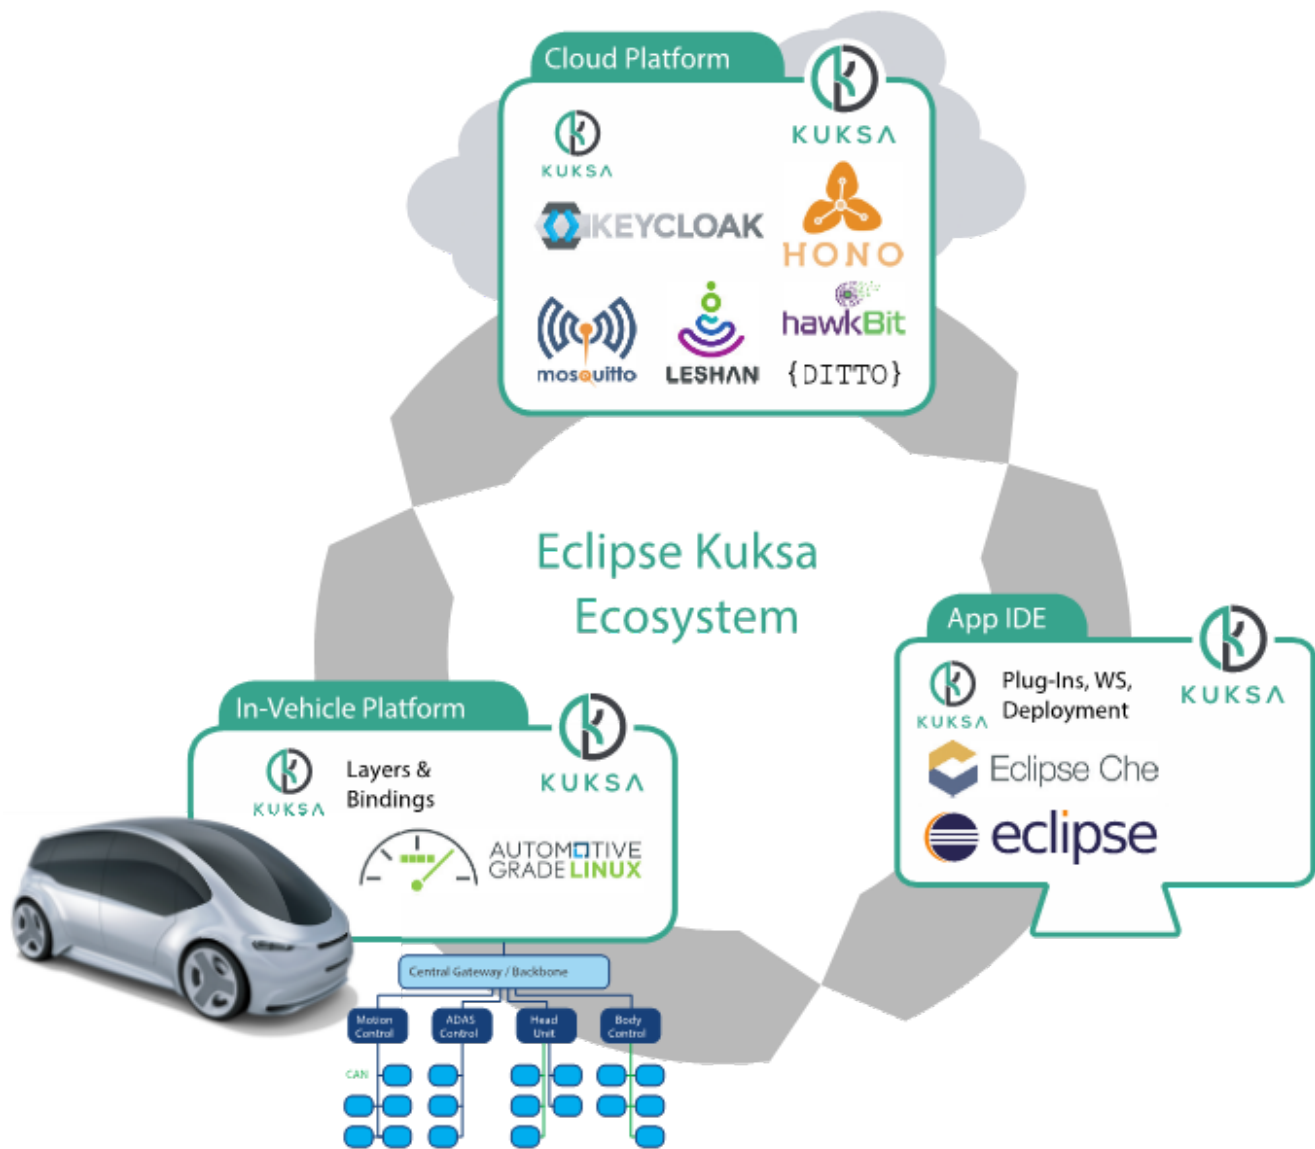 Cloud Platform
KUKSA
KUKSA
KEYCLOAK
HONO
mosquitto
LESHAN
hawkBit
{DITTO}
Eclipse Kuksa
Ecosystem
App IDE
KUKSA
KUKSA
Plug-Ins, WS,
Deployment
Eclipse Che
eclipse
In-Vehicle Platform
KUKSA
KUKSA
Layers &
Bindings
AUTOMOTIVE
GRADE LINUX
Central Gateway / Backbone
Motion
Control
ADAS
Control
Head
Unit
Body
Control
CAN